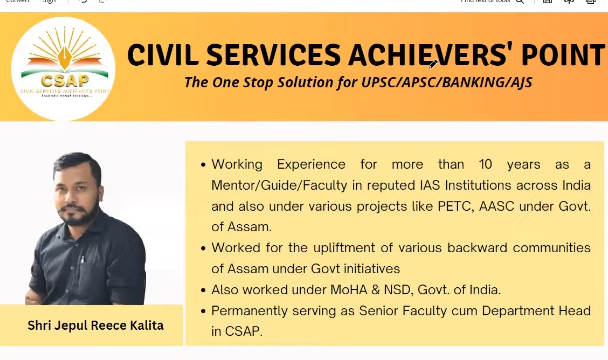 CIVIL SERVICES ACHIEVERS' POINT
The One Stop Solution for UPSC/APSC/BANKING/AJS
CSAP
CIVIL SERVICES ACHIEVERS POINT
• Working Experience for more than 10 years as a
Mentor/Guide/Faculty in reputed IAS Institutions across India
and also under various projects like PETC, AASC under Govt.
of Assam.
• Worked for the upliftment of various backward communities
of Assam under Govt initiatives
• Also worked under MoHA & NSD, Govt. of India.
• Permanently serving as Senior Faculty cum Department Head
in CSAP.
Shri Jepul Reece Kalita